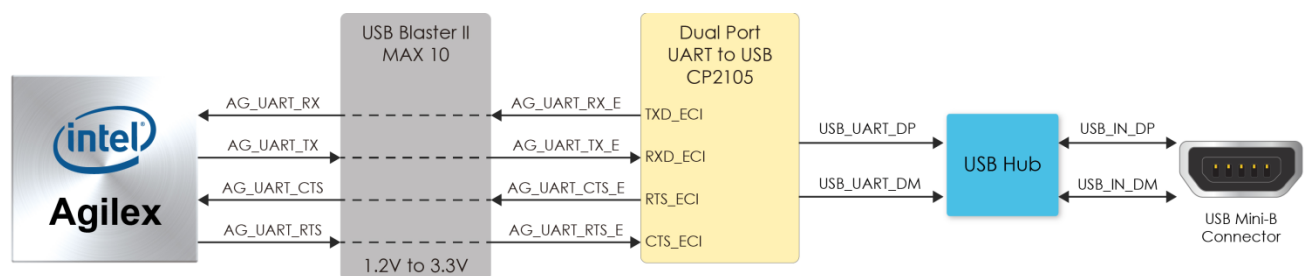 USB Blaster II
MAX 10
Dual Port
UART to USB
CP2105
intel
Agilex
AG_UART_RX
AG_UART_RX_E
TXD_ECI
AG_UART_TX
AG_UART_TX_E
RXD_ECI
AG_UART_CTS
AG_UART_CTS_E
RTS_ECI
AG_UART_RTS
AG_UART_RTS_E
CTS_ECI
1.2V to 3.3V
USB_UART_DP
USB_UART_DM
USB Hub
USB_IN_DP
USB_IN_DM
USB Mini-B
Connector